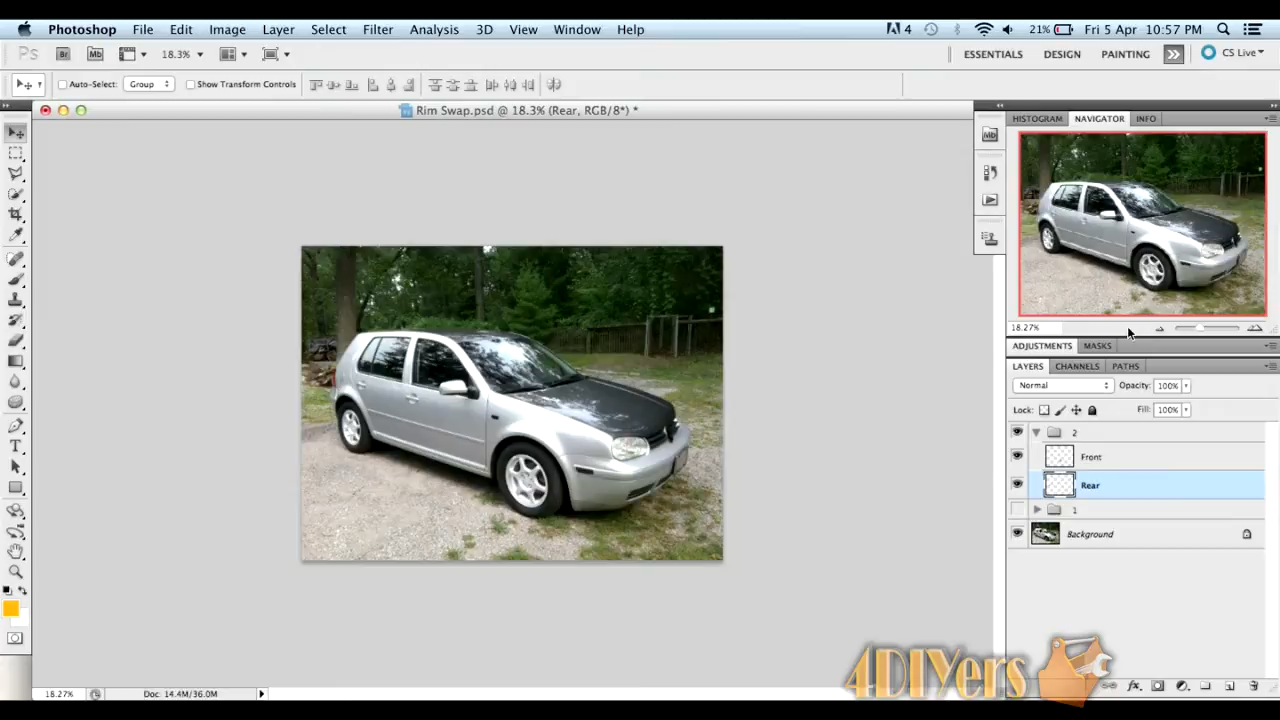 Photoshop File Edit Image Layer Select Filter Analysis 3D View Window Help 4 21% Fri 5 Apr 10:57 PM
Ps Br Mb 18.3% ESSENTIALS DESIGN PAINTING CS Live
Auto-Select: Group Show Transform Controls
Rim Swap.psd @ 18.3% (Rear, RGB/8*) *
HISTOGRAM NAVIGATOR INFO
Mb
18.27%
ADJUSTMENTS MASKS
LAYERS CHANNELS PATHS
Normal Opacity: 100%
Lock: Fill: 100%
2
Front
Rear
1
Background
18.27% Doc: 14.4M/36.0M
4DIYers